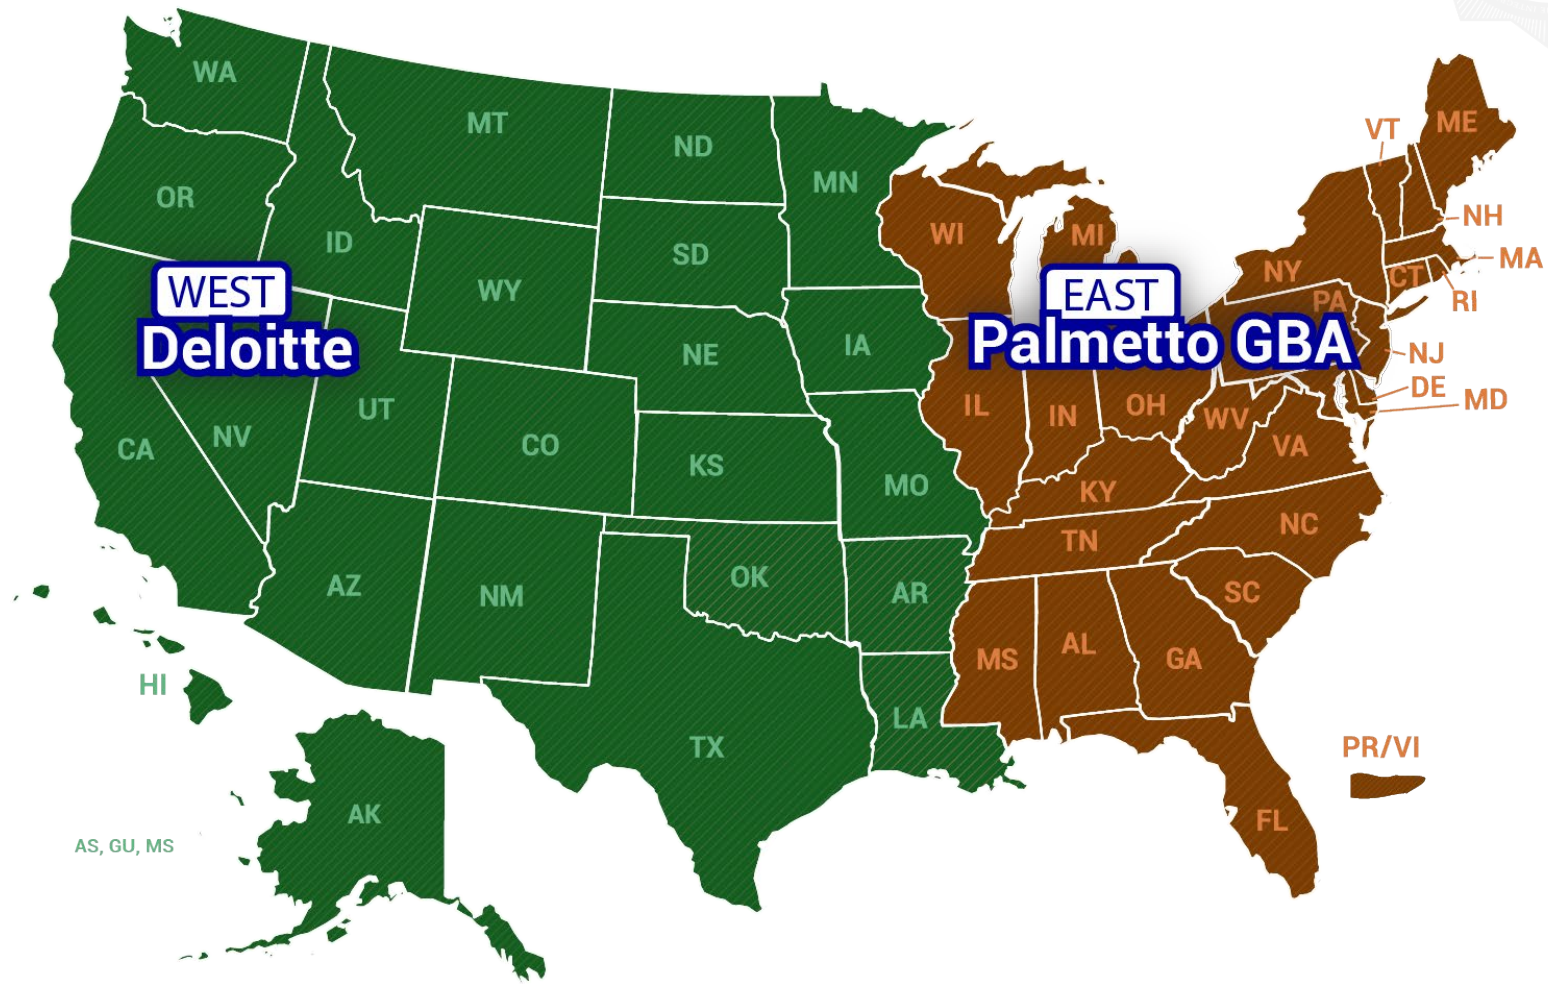 WA
MT
ND
MN
OR
ID
SD
WY
WI
MI
VT
ME
NH
MA
NY
CT
RI
PA
WEST
Deloitte
EAST
Palmetto GBA
NE
IA
NJ
DE
MD
CA
NV
UT
CO
KS
MO
IL
IN
OH
WV
VA
KY
NC
TN
AZ
NM
OK
AR
SC
MS
AL
GA
HI
TX
LA
PR/VI
AK
FL
AS, GU, MS